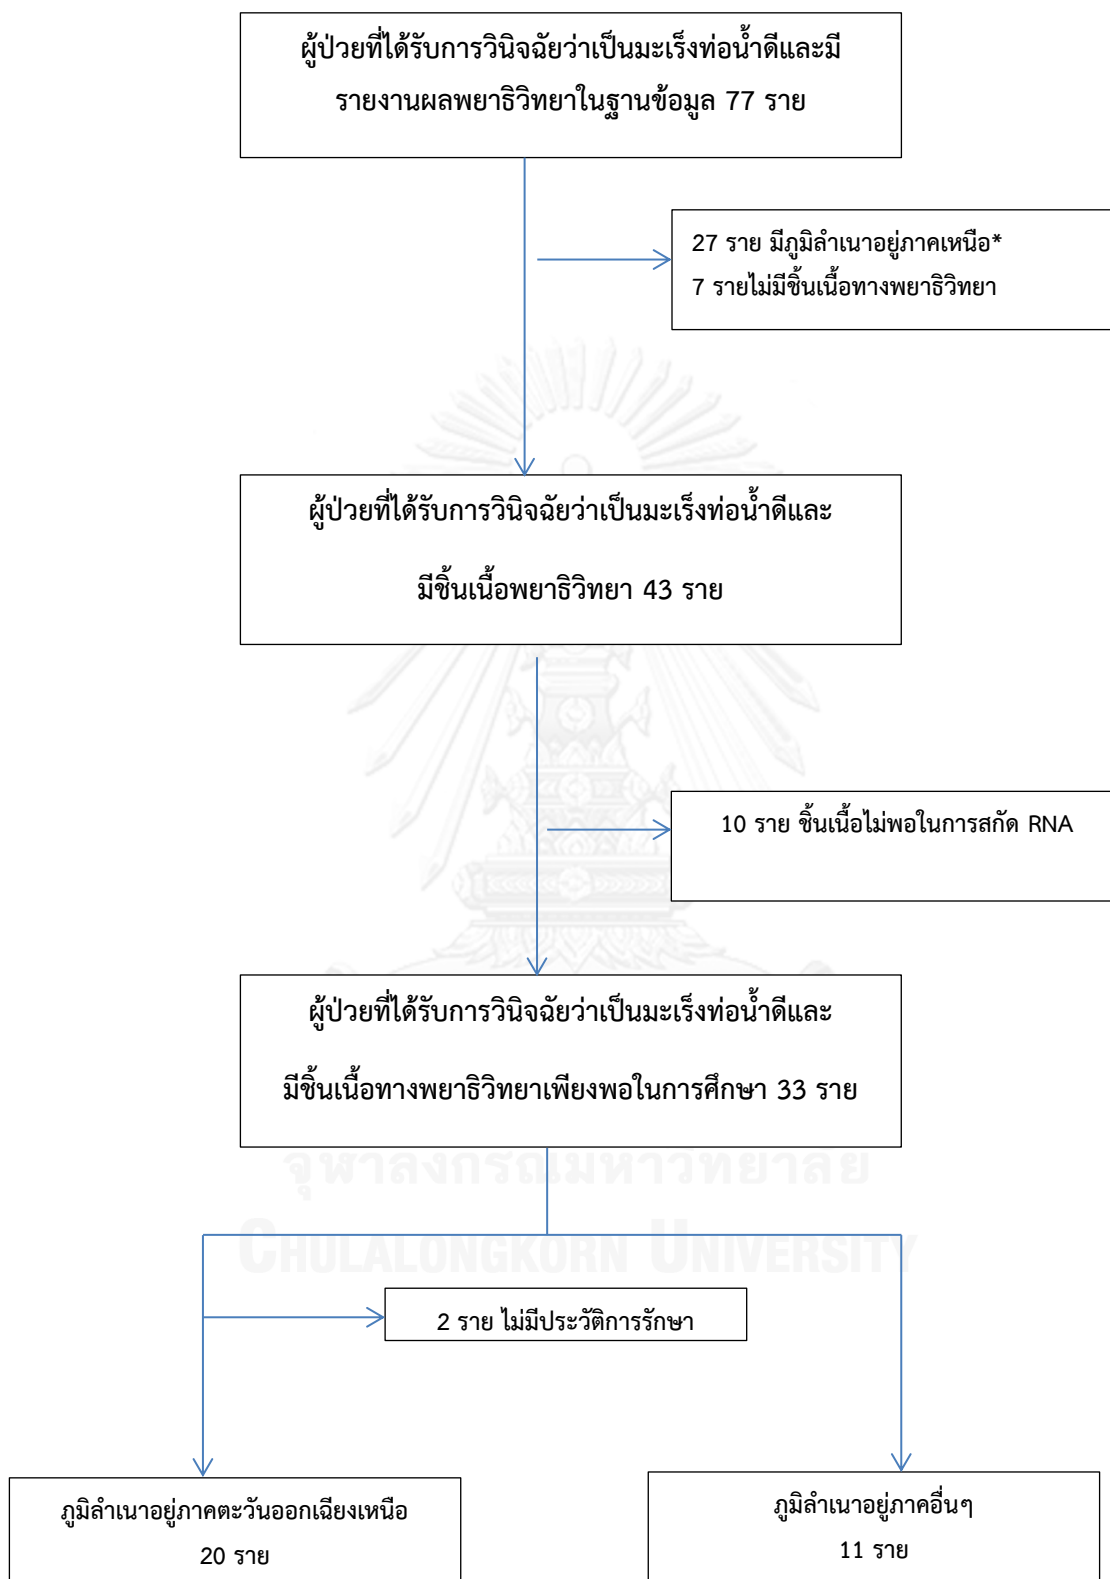 ผู้ป่วยที่ได้รับการวินิจฉัยว่าเป็นมะเร็งท่อน้ำดีและมี
รายงานผลพยาธิวิทยาในฐานข้อมูล 77 ราย
27 ราย มีภูมิลำเนาอยู่ภาคเหนือ*
7 รายไม่มีชิ้นเนื้อทางพยาธิวิทยา
ผู้ป่วยที่ได้รับการวินิจฉัยว่าเป็นมะเร็งท่อน้ำดีและ
มีชิ้นเนื้อพยาธิวิทยา 43 ราย
10 ราย ชิ้นเนื้อไม่พอในการสกัด RNA
ผู้ป่วยที่ได้รับการวินิจฉัยว่าเป็นมะเร็งท่อน้ำดีและ
มีชิ้นเนื้อทางพยาธิวิทยาเพียงพอในการศึกษา 33 ราย
จุฬาลงกรณ์มหาวิทยาลัย
CHULALONGKORN UNIVERSITY
2 ราย ไม่มีประวัติการรักษา
ภูมิลำเนาอยู่ภาคตะวันออกเฉียงเหนือ
20 ราย
ภูมิลำเนาอยู่ภาคอื่นๆ
11 ราย